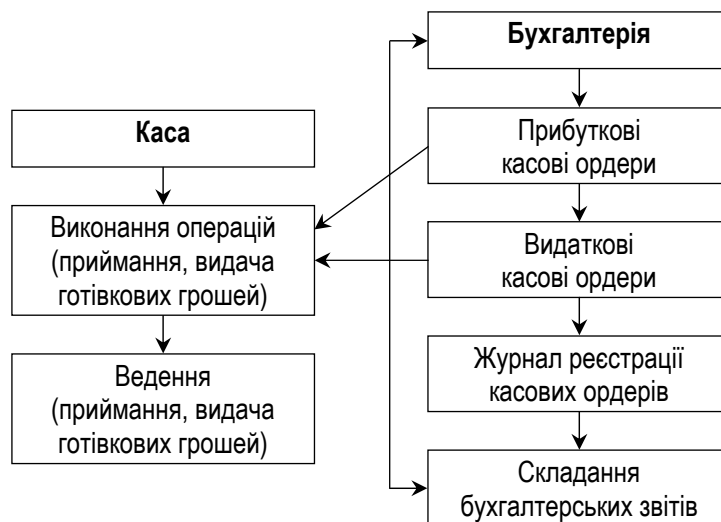 Бухгалтерія
Каса
Прибуткові
касові ордери
Виконання операцій
(приймання, видача
готівкових грошей)
Видаткові
касові ордери
Ведення
(приймання, видача
готівкових грошей)
Журнал реєстрації
касових ордерів
Складання
бухгалтерських звітів